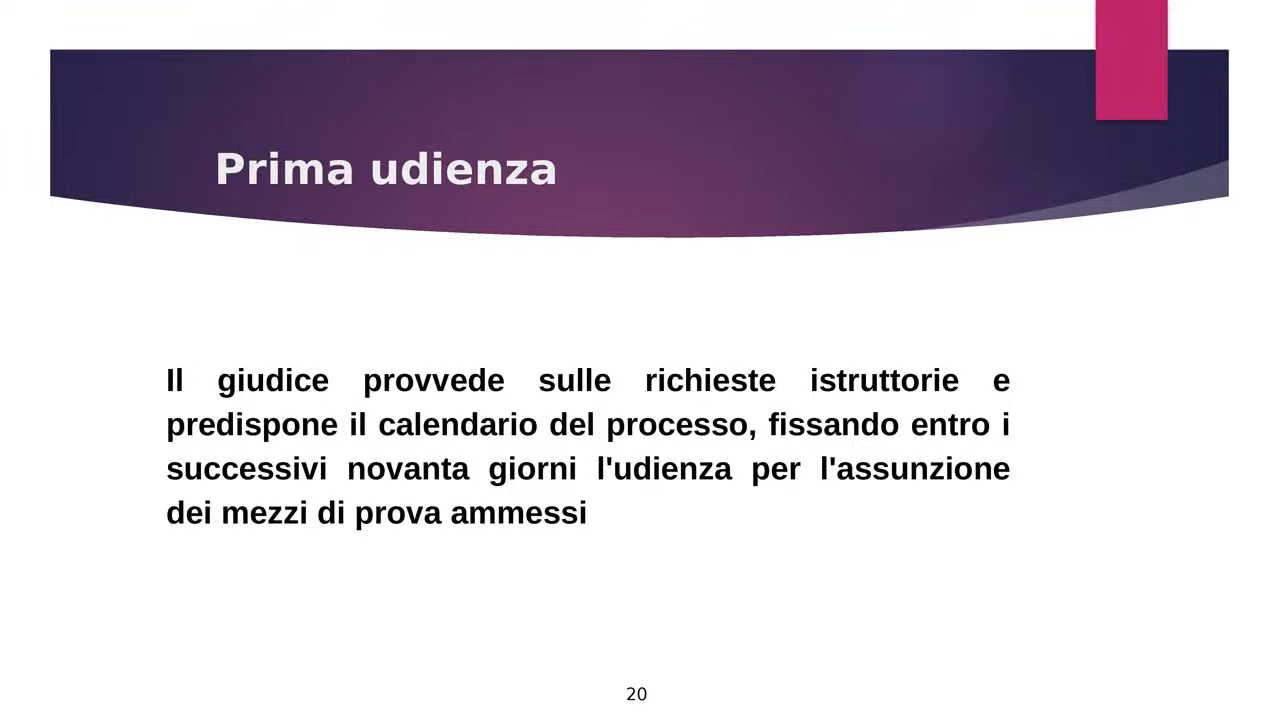 Prima udienza
Il giudice provvede sulle richieste istruttorie e
predispone il calendario del processo, fissando entro i
successivi novanta giorni l'udienza per l'assunzione
dei mezzi di prova ammessi
20